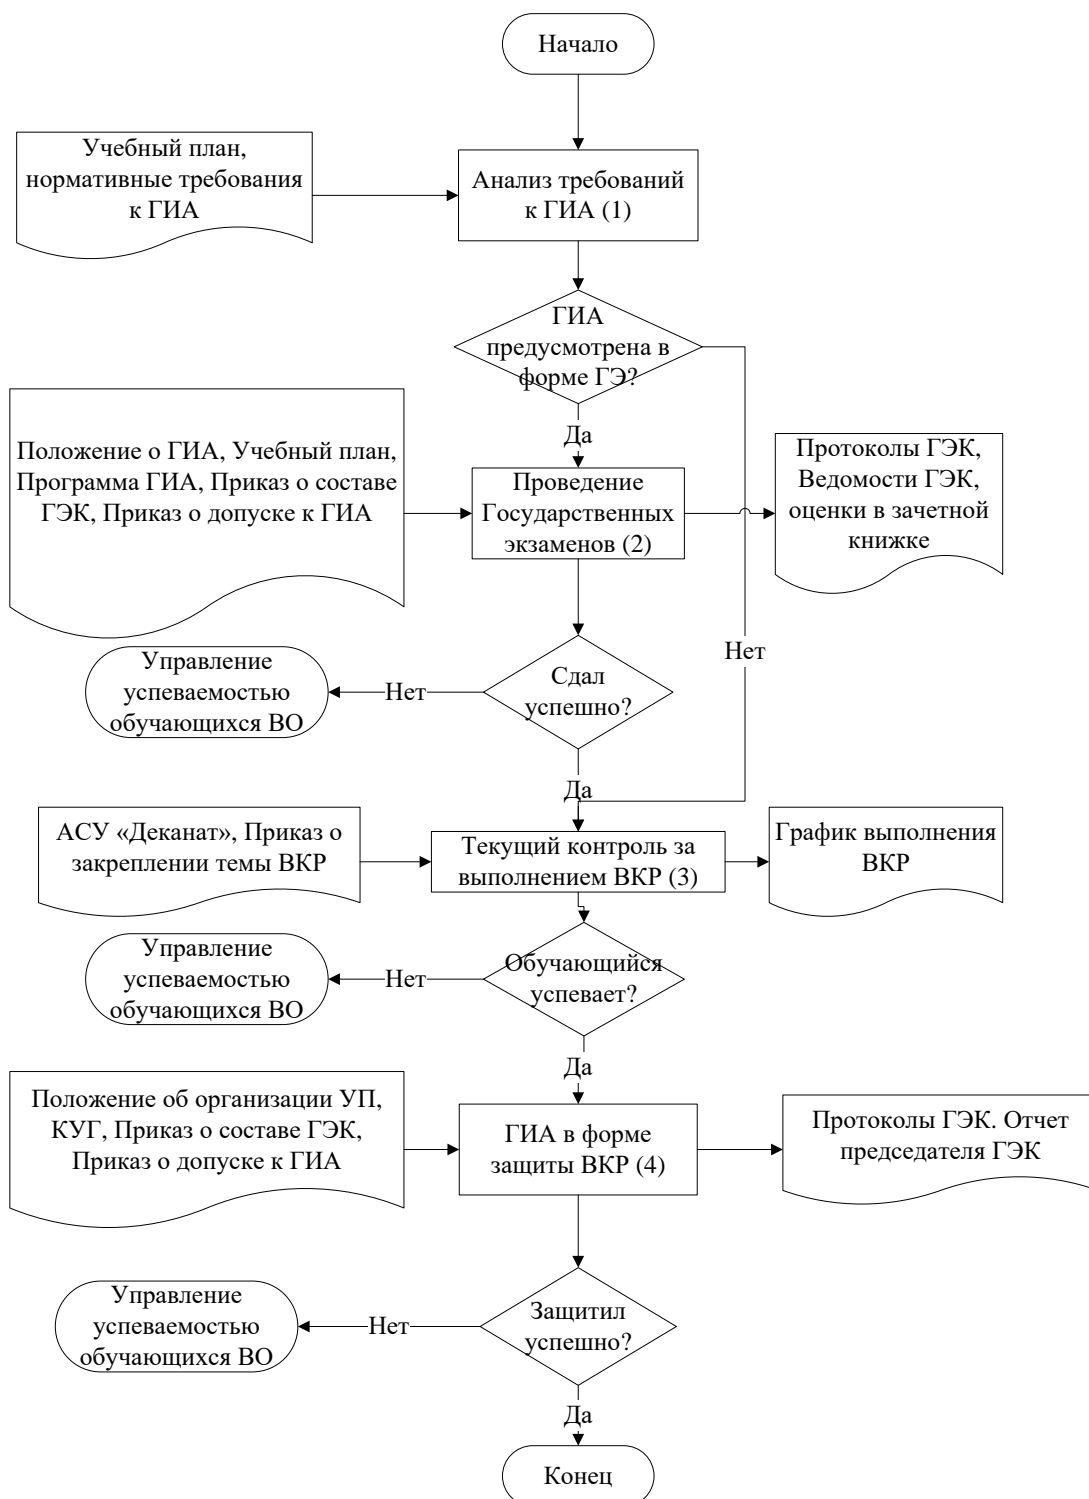 Начало
Учебный план,
нормативные требования
к ГИА
Анализ требований
к ГИА (1)
ГИА
предусмотрена в
форме ГЭ?
Да
Нет
Положение о ГИА, Учебный план,
Программа ГИА, Приказ о составе
ГЭК, Приказ о допуске к ГИА
Проведение
Государственных
экзаменов (2)
Протоколы ГЭК,
Ведомости ГЭК,
оценки в зачетной
книжке
Сдал
успешно?
Нет
Управление
успеваемостью
обучающихся ВО
Да
АСУ «Деканат», Приказ о
закреплении темы ВКР
Текущий контроль за
выполнением ВКР (3)
График выполнения
ВКР
Обучающийся
успевает?
Нет
Управление
успеваемостью
обучающихся ВО
Да
Положение об организации УП,
КУГ, Приказ о составе ГЭК,
Приказ о допуске к ГИА
ГИА в форме
защиты ВКР (4)
Протоколы ГЭК. Отчет
председателя ГЭК
Защитил
успешно?
Нет
Управление
успеваемостью
обучающихся ВО
Да
Конец